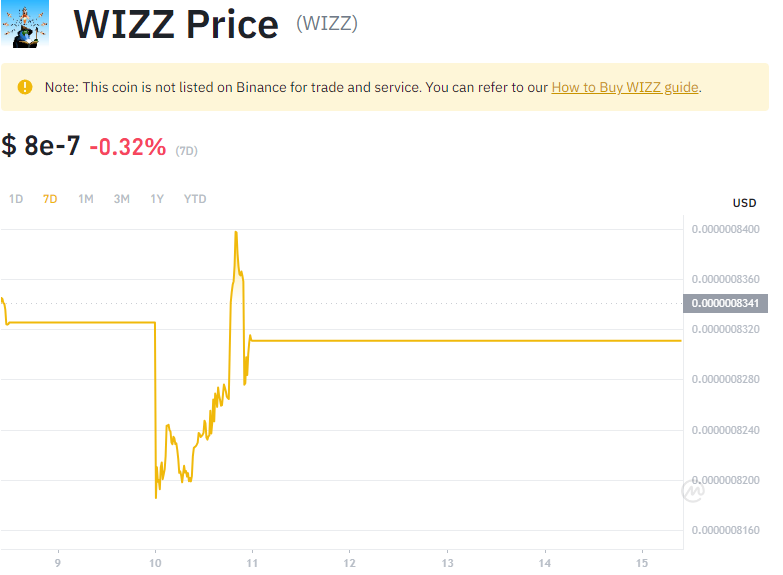 WIZZ Price (WIZZ)
Note: This coin is not listed on Binance for trade and service. You can refer to our How to Buy WIZZ guide.
$ 8e-7 -0.32% (7D)
1D 7D 1M 3M 1Y YTD
USD
0.0000008400
0.0000008360
0.0000008341
0.0000008320
0.0000008280
0.0000008240
0.0000008200
0.0000008160
9 10 11 12 13 14 15